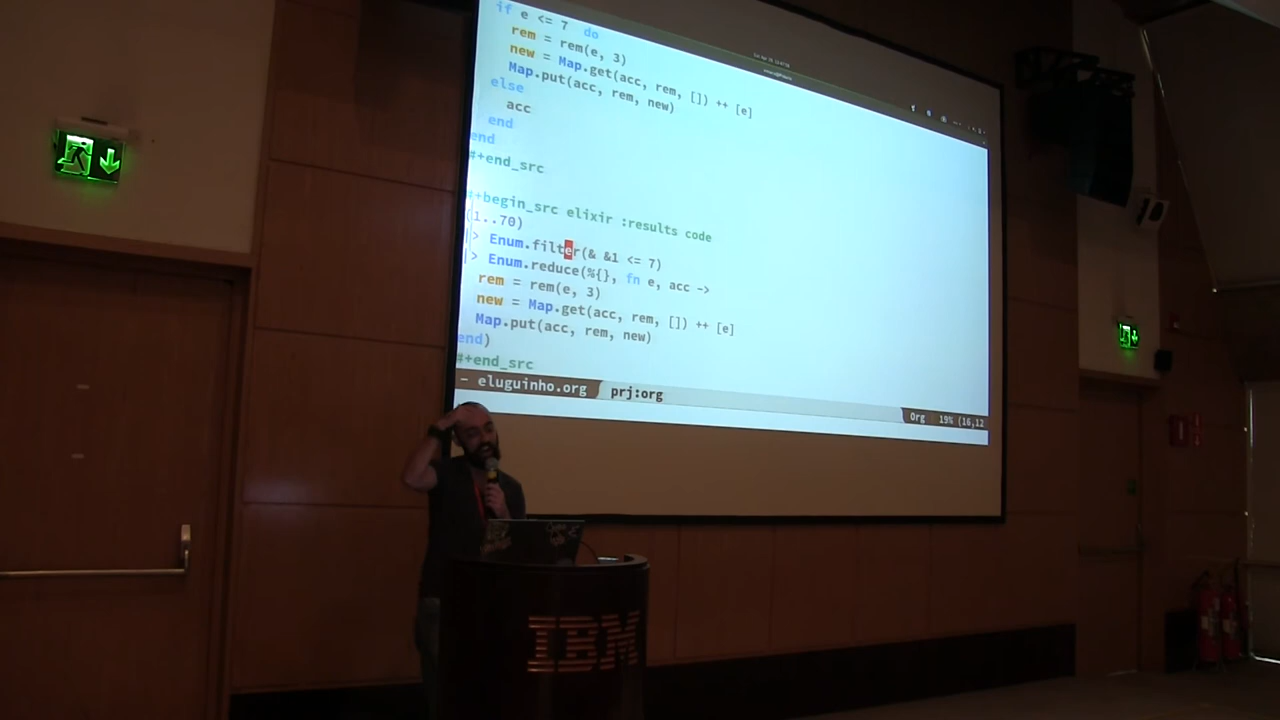 if e <= 7 do
rem = rem(e, 3)
new = Map.get(acc, rem, []) ++ [e]
Map.put(acc, rem, new)
else
acc
end
end
#+end_src
#+begin_src elixir :results code
(1..70)
|> Enum.filter(& &1 <= 7)
|> Enum.reduce(%{}, fn e, acc ->
rem = rem(e, 3)
new = Map.get(acc, rem, []) ++ [e]
Map.put(acc, rem, new)
end)
#+end_src
- eluguinho.org prj:org
Org 19% (16,12
IBM